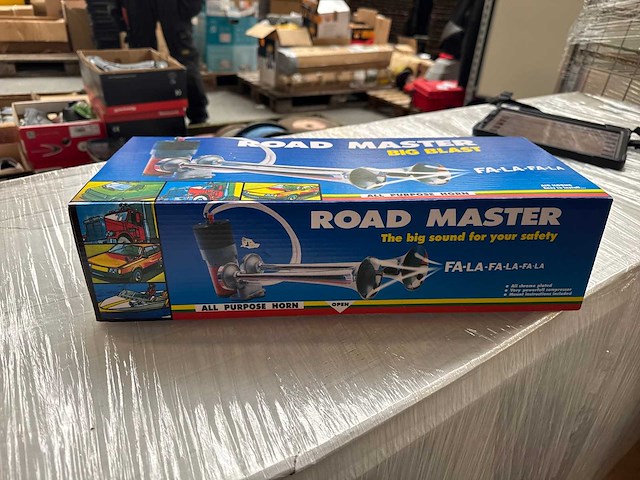 ROAD MASTER
BIG BLAST
FA-LA-FA-LA
ALL PURPOSE HORN
ROAD MASTER
The big sound for your safety
FA-LA-FA-LA-FA-LA
All chrome plated
Very powerfull compressor
Model instructions included
ALL PURPOSE HORN
OPEN